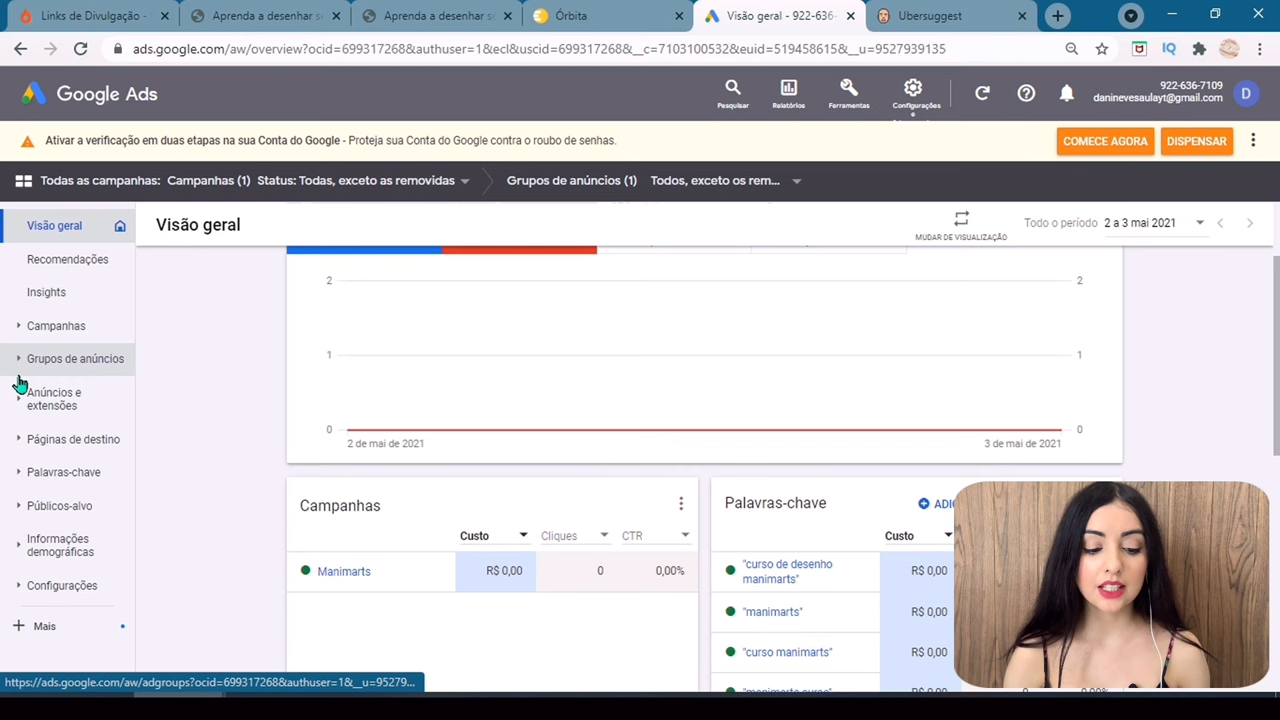 Links de Divulgação -
Aprenda a desenhar se
Aprenda a desenhar se
Órbita
Visão geral - 922-636-
Ubersuggest
ads.google.com/aw/overview?ocid=699317268&authuser=1&ecl&uscid=699317268&__c=7103100532&euid=519458615&__u=9527939135
IQ
Google Ads
Pesquisar
Relatórios
Ferramentas
Configurações
922-636-7109
daninevesaulayt@gmail.com
D
Ativar a verificação em duas etapas na sua Conta do Google - Proteja sua Conta do Google contra o roubo de senhas.
COMECE AGORA
DISPENSAR
Todas as campanhas: Campanhas (1) Status: Todas, exceto as removidas
Grupos de anúncios (1) Todos, exceto os rem...
Visão geral
Recomendações
Insights
Campanhas
Grupos de anúncios
Anúncios e
extensões
Páginas de destino
Palavras-chave
Públicos-alvo
Informações
demográficas
Configurações
Mais
Visão geral
MUDAR DE VISUALIZAÇÃO
Todo o período 2 a 3 mai 2021
2
2
1
1
0
0
2 de mai de 2021
3 de mai de 2021
Campanhas
Custo
Cliques
CTR
Manimarts
R$ 0,00
0
0,00%
Palavras-chave
Custo
"curso de desenho
manimarts"
R$ 0,00
"manimarts"
R$ 0,00
"curso manimarts"
R$ 0,00
https://ads.google.com/aw/adgroups?ocid=699317268&authuser=1&__u=95279...